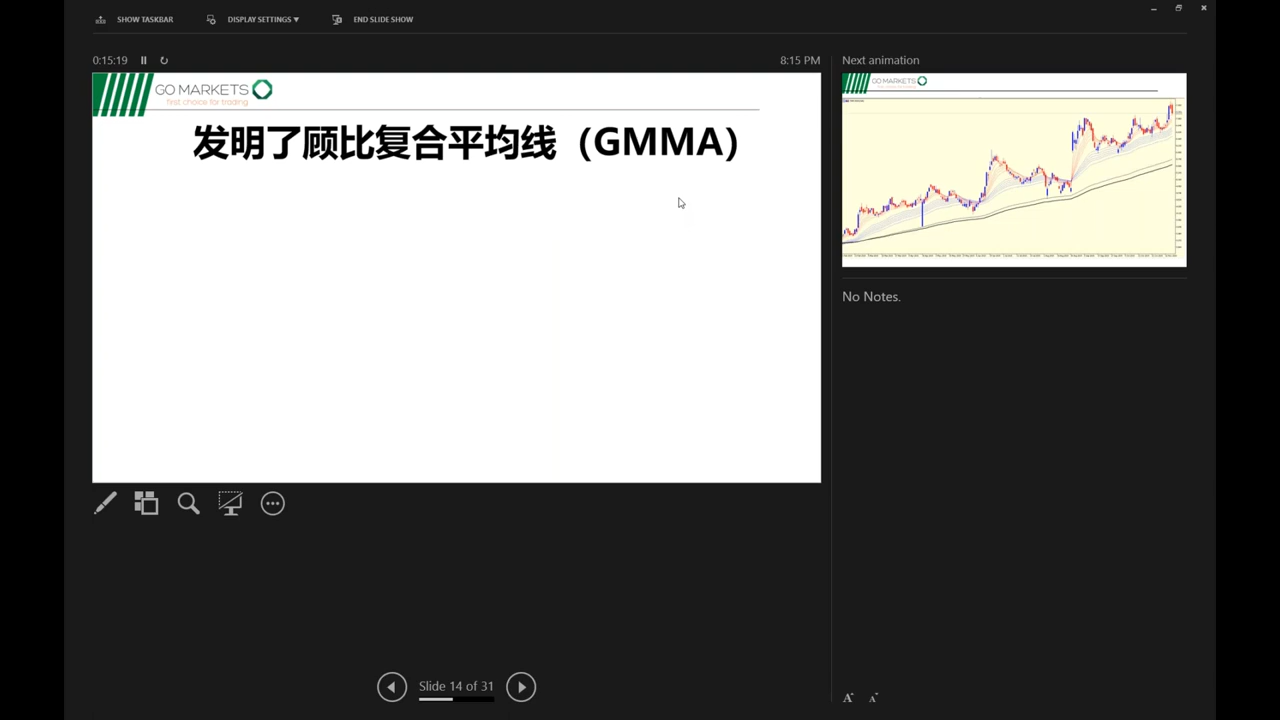 SHOW TASKBAR
DISPLAY SETTINGS ▼
END SLIDE SHOW
0:15:19
8:15 PM
GO MARKETS
first choice for trading
发明了顾比复合平均线（GMMA）
Slide 14 of 31
Next animation
GO MARKETS
No Notes.
A
A